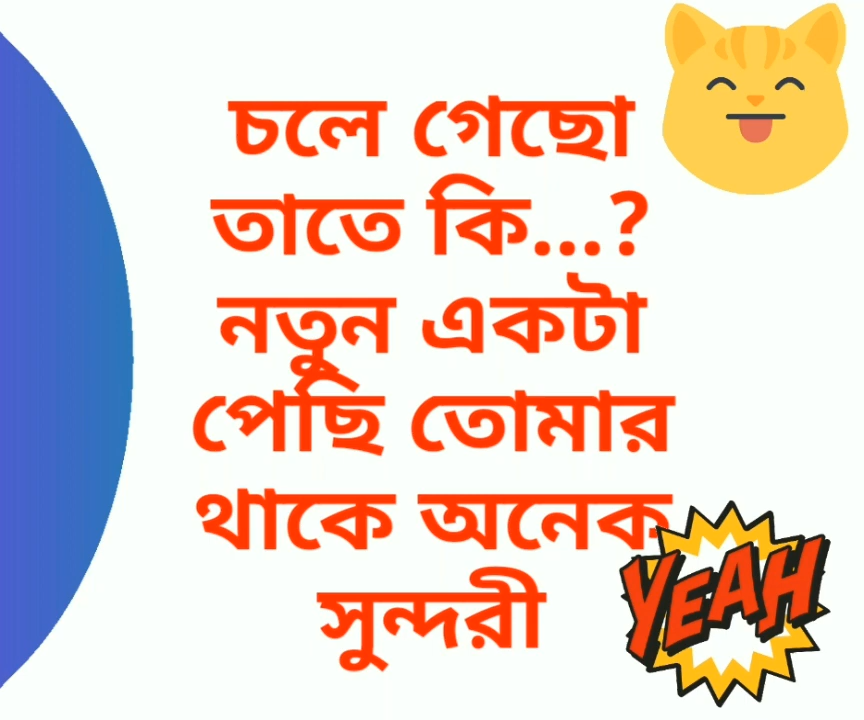 চলে গেছো
তাতে কি...?
নতুন একটা
পেছি তোমার
থাকে অনেক
সুন্দরী
YEAH